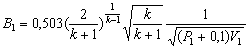 B₁ = 0,503(2/(k+1))^(1/(k−1)) √(k/(k+1)) 1/√((P₁ + 0,1)V₁)